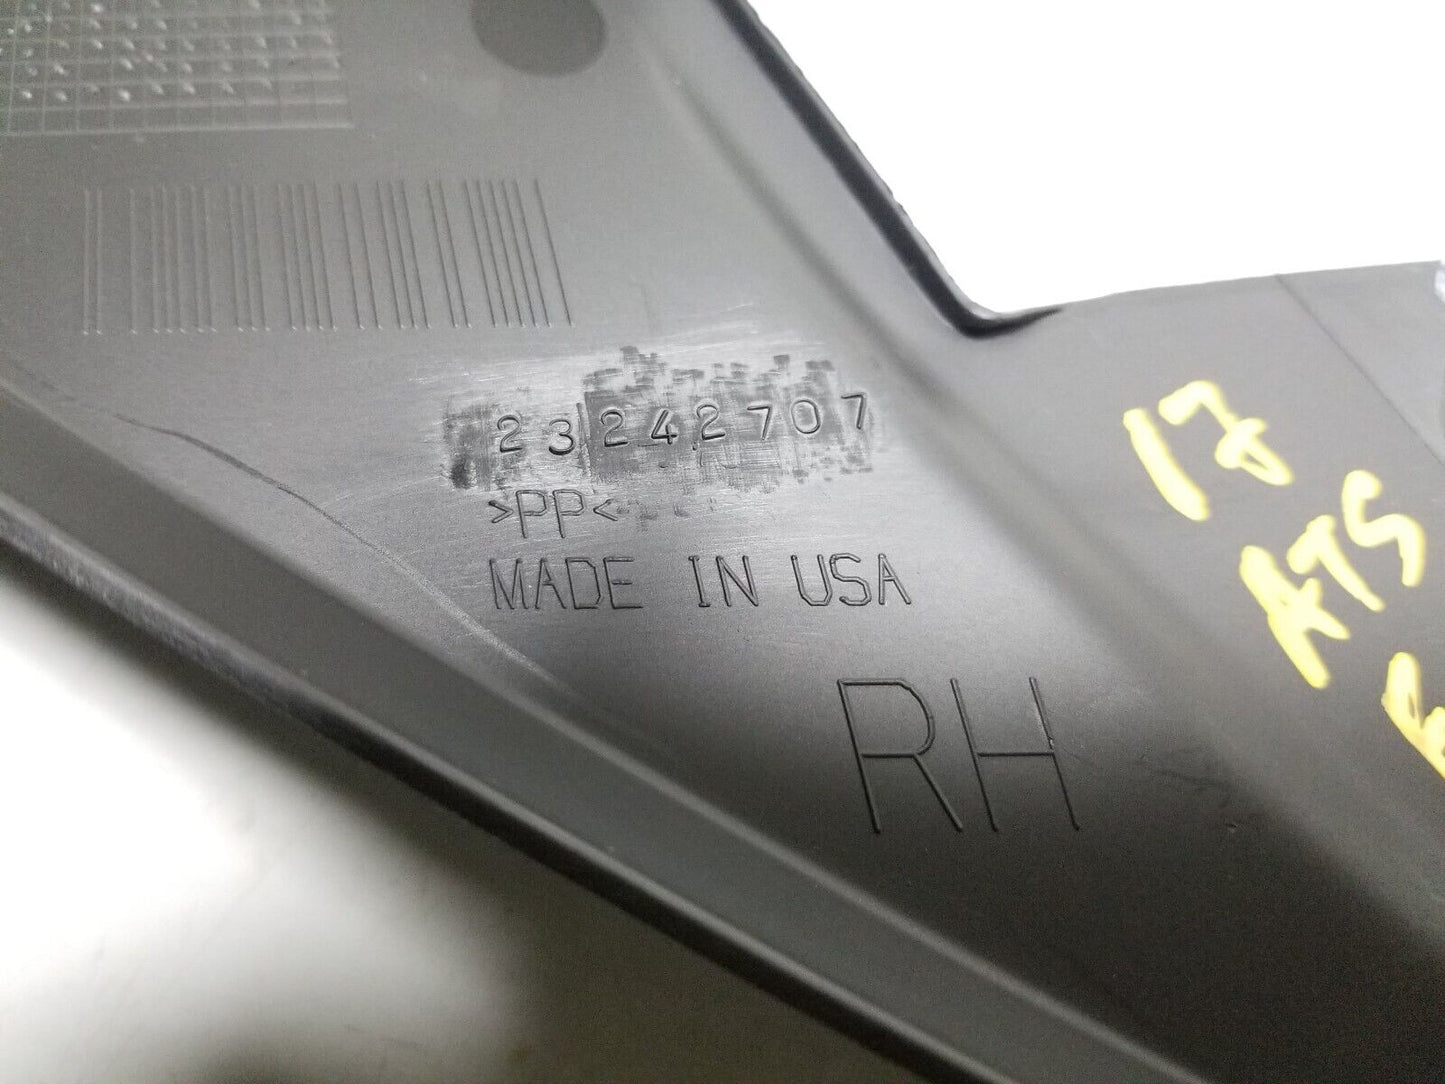 23242707
>PP<
MADE IN USA
RH
17
ATS